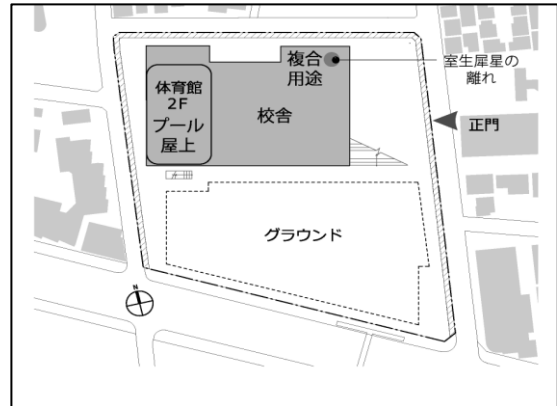 複合
用途
室生犀星の
離れ
体育館
2F
プール
屋上
校舎
正門
グラウンド
N